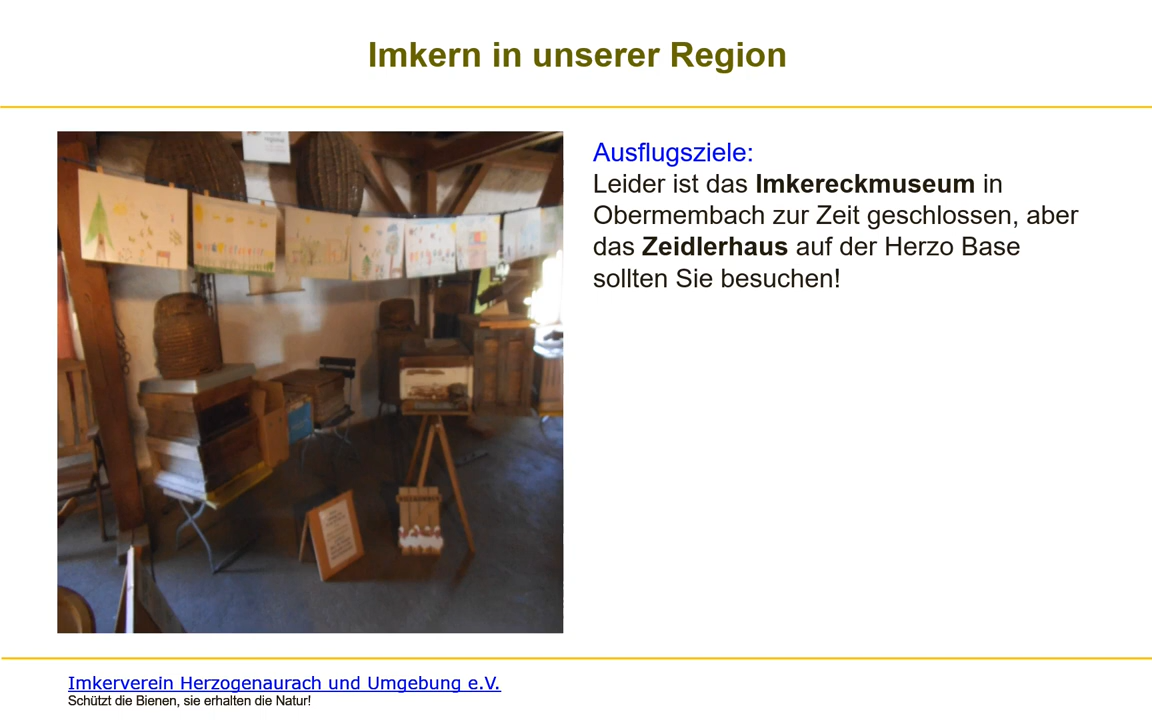 Imkern in unserer Region
Ausflugsziele:
Leider ist das Imkereckmuseum in
Obermembach zur Zeit geschlossen, aber
das Zeidlerhaus auf der Herzo Base
sollten Sie besuchen!
Imkerverein Herzogenaurach und Umgebung e.V.
Schützt die Bienen, sie erhalten die Natur!